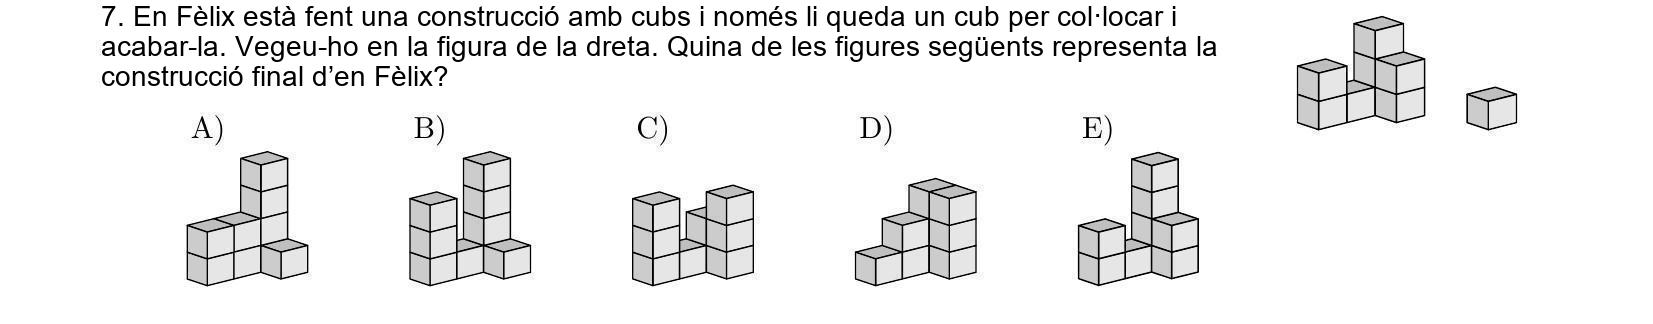 7. En Fèlix està fent una construcció amb cubs i només li queda un cub per col·locar i
acabar-la. Vegeu-ho en la figura de la dreta. Quina de les figures següents representa la
construcció final d’en Fèlix?
A) B) C) D) E)